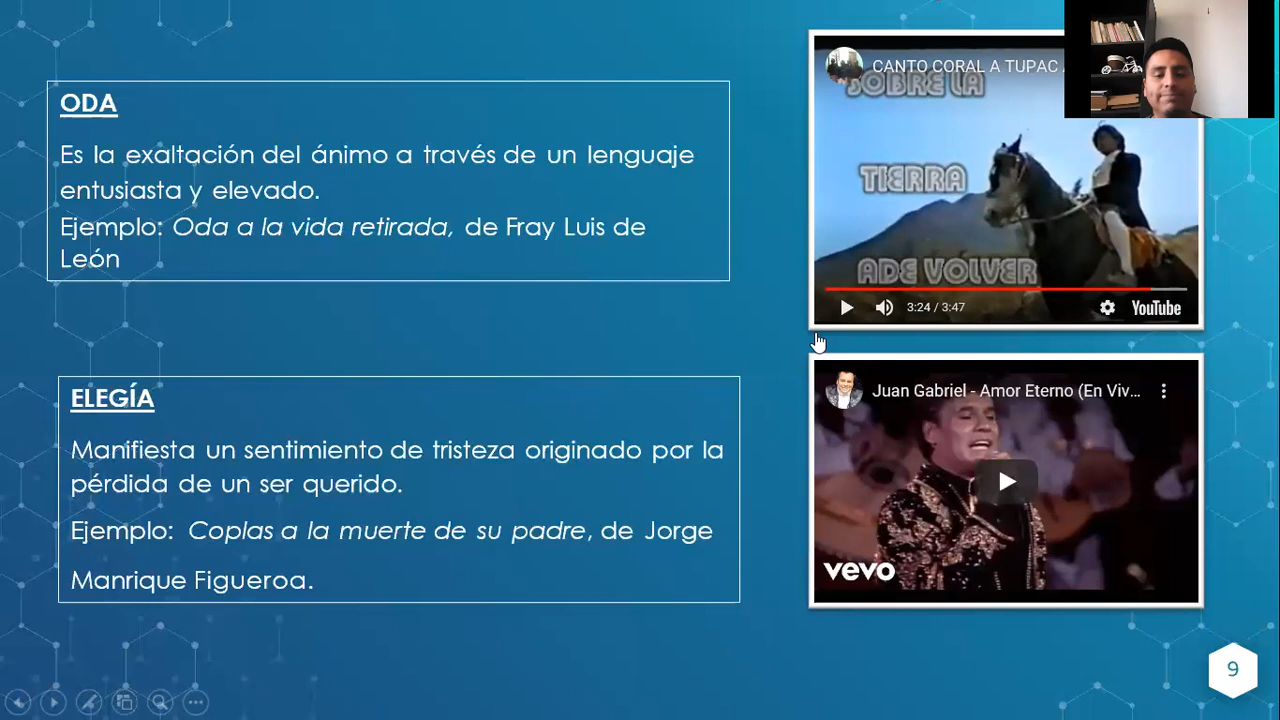 ODA
Es la exaltación del ánimo a través de un lenguaje
entusiasta y elevado.
Ejemplo: Oda a la vida retirada, de Fray Luis de
León
CANTO CORAL A TUPAC
SOBRE LA
TIERRA
ADE VOLVER
3:24 / 3:47
YouTube
ELEGÍA
Manifiesta un sentimiento de tristeza originado por la
pérdida de un ser querido.
Ejemplo: Coplas a la muerte de su padre, de Jorge
Manrique Figueroa.
Juan Gabriel - Amor Eterno (En Viv...
vevo
9